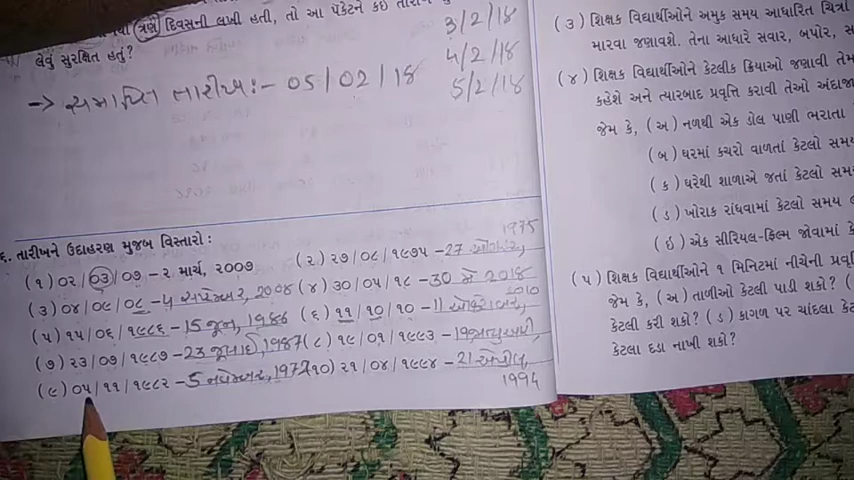 ત્રણ દિવસની લખી હતી, તો આ પેકેટને કઇ
લેવું સુરક્ષિત હતું?
3/2/18
4/2/18
5/2/18
→ સમાપ્તિ તારીખ:- 05/02/18
૬. તારીખને ઉદાહરણ મુજબ વિસ્તારો :
(૧) ૦૨/૦૩/૦૭ – ૨ માર્ચ, ૨૦૦૭
(૨) ૨૭/૦૮/૧૯૭૫ – 27 ઓગસ્ટ, 1975
(૩) ૦૪/૦૯/૦૮ – 4 સપ્ટેમ્બર, 2008
(૪) ૩૦/૦૫/૧૮ – 30 મે 2018
(૫) ૧૫/૦૬/૧૯૮૬ – 15 જૂન, 1986
(૬) ૧૧/૧૦/૧૦ – 11 ઓક્ટોબર, 2010
(૭) ૨૩/૦૭/૧૯૮૭ – 23 જૂલાઈ, 1987
(૮) ૧૯/૦૧/૧૯૯૩ – 19 જાન્યુઆરી
(૯) ૦૫/૧૧/૧૯૮૨ – 5 નવેમ્બર,
(૧૦) ૨૧/૦૪/૧૯૯૪ – 21 એપ્રિલ, 1994
(૩) શિક્ષક વિદ્યાર્થીઓને અમુક સમય આધારિત ચિત્રો
મારવા જણાવશે. તેના આધારે સવાર, બપોર,
(૪) શિક્ષક વિદ્યાર્થીઓને કેટલીક ક્રિયાઓ જણાવી
કહેશે અને ત્યારબાદ પ્રવૃત્તિ કરાવી તેઓ
જેમ કે, (અ) નળથી એક ડોલ પાણી ભરાતા
(બ) ઘરમાં કચરો વાળતાં કેટલો સમય
(ક) ઘરેથી શાળાએ જતાં કેટલો
(ડ) ખોરાક રાંધવામાં કેટલો સમય
(ઇ) એક સીરિયલ-ફિલ્મ જોવામાં
(૫) શિક્ષક વિદ્યાર્થીઓને ૧ મિનિટમાં નીચેની
જેમ કે, (અ) તાળીઓ કેટલી પાડી શકો? (
કેટલી કરી શકો? (ડ) કાગળ પર ચાંદલા
કેટલા દડા નાખી શકો?